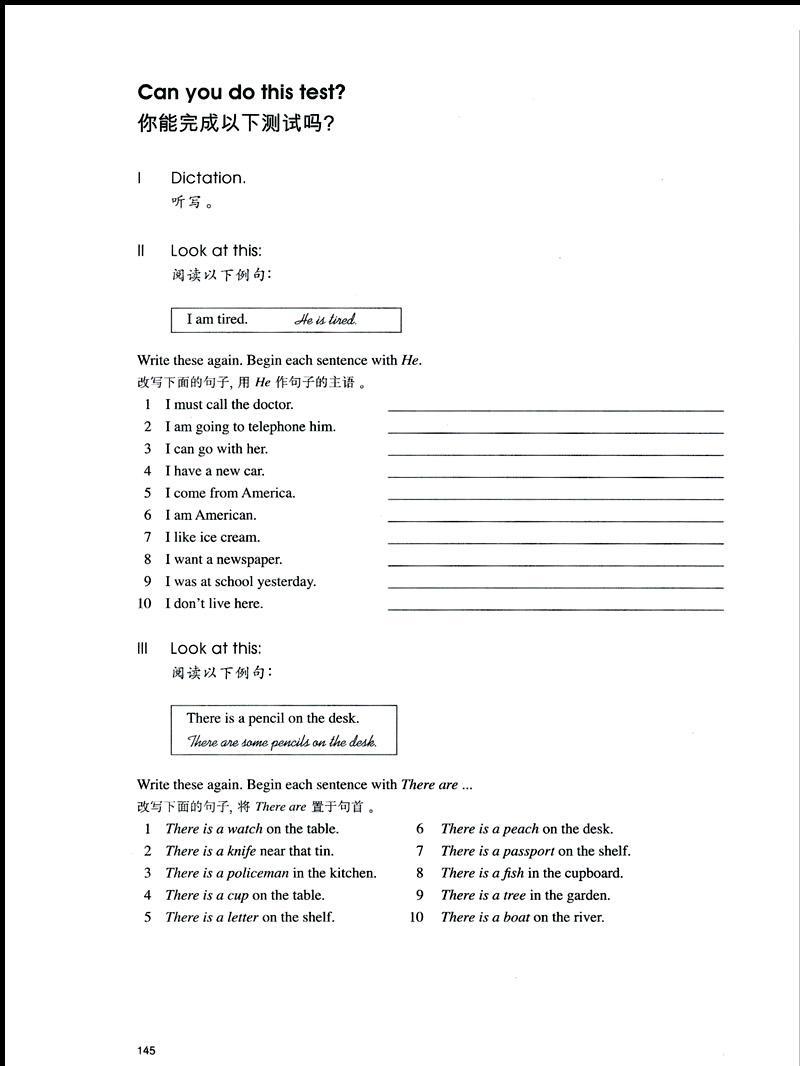 Can you do this test?
你能完成以下测试吗?
I Dictation.
听写。
II Look at this:
阅读以下例句:
I am tired. He is tired.
Write these again. Begin each sentence with He.
改写下面的句子, 用 He 作句子的主语。
1 I must call the doctor.
2 I am going to telephone him.
3 I can go with her.
4 I have a new car.
5 I come from America.
6 I am American.
7 I like ice cream.
8 I want a newspaper.
9 I was at school yesterday.
10 I don't live here.
III Look at this:
阅读以下例句:
There is a pencil on the desk.
There are some pencils on the desk.
Write these again. Begin each sentence with There are ...
改写下面的句子, 将 There are 置于句首。
1 There is a watch on the table.
2 There is a knife near that tin.
3 There is a policeman in the kitchen.
4 There is a cup on the table.
5 There is a letter on the shelf.
6 There is a peach on the desk.
7 There is a passport on the shelf.
8 There is a fish in the cupboard.
9 There is a tree in the garden.
10 There is a boat on the river.
145